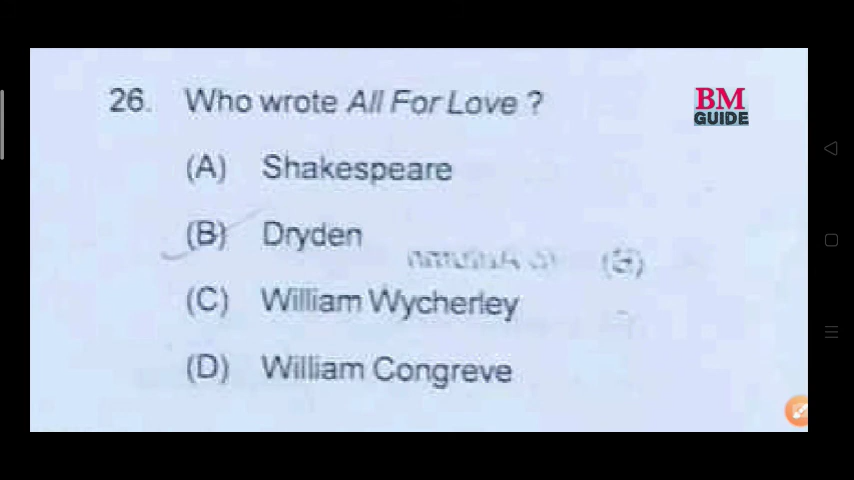 26. Who wrote All For Love ?
BM
GUIDE
(A) Shakespeare
(B) Dryden
(C) William Wycherley
(D) William Congreve